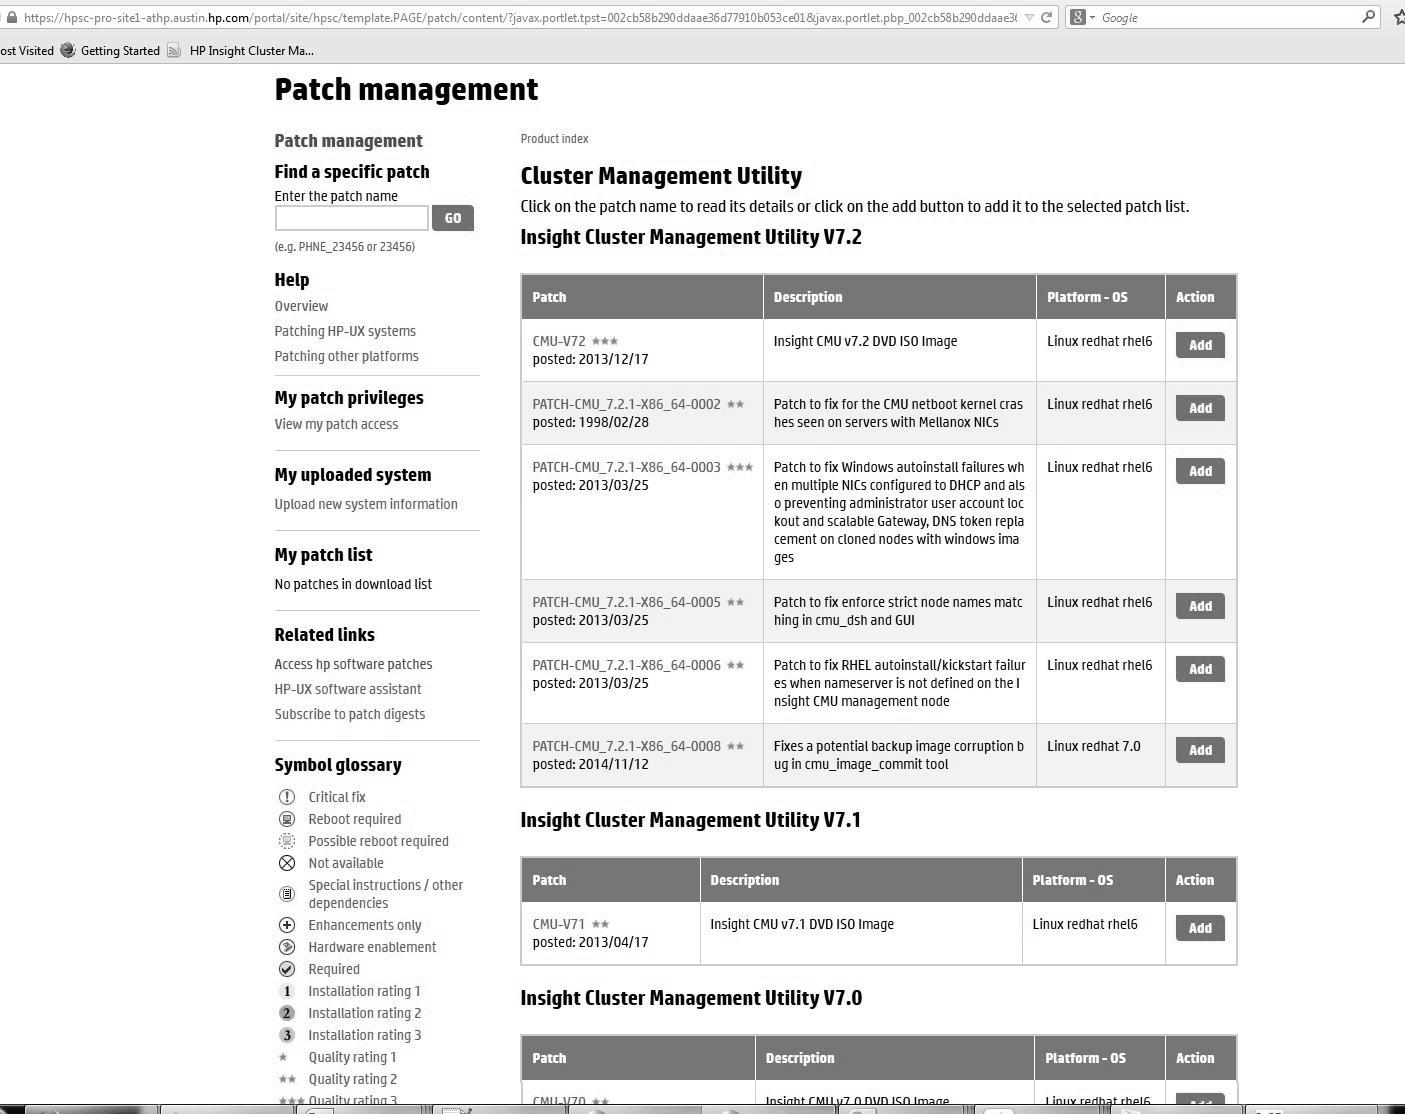 https://hpsc-pro-site1-athp.austin.hp.com/portal/site/hpsc/template.PAGE/patch/content/?javax.portlet.tpst=002cb58b290ddaae36d77910b053ce01&javax.portlet.pbp_002cb58b290ddaae3
Google
ost Visited Getting Started HP Insight Cluster Ma...
Patch management
Patch management
Find a specific patch
Enter the patch name
GO
(e.g. PHNE_23456 or 23456)
Help
Overview
Patching HP-UX systems
Patching other platforms
My patch privileges
View my patch access
My uploaded system
Upload new system information
My patch list
No patches in download list
Related links
Access hp software patches
HP-UX software assistant
Subscribe to patch digests
Symbol glossary
Critical fix
Reboot required
Possible reboot required
Not available
Special instructions / other
dependencies
Enhancements only
Hardware enablement
Required
1 Installation rating 1
2 Installation rating 2
3 Installation rating 3
Quality rating 1
Quality rating 2
Quality rating 3
Product index
Cluster Management Utility
Click on the patch name to read its details or click on the add button to add it to the selected patch list.
Insight Cluster Management Utility V7.2
Patch Description Platform - OS Action
CMU-V72 Insight CMU v7.2 DVD ISO Image Linux redhat rhel6 Add
posted: 2013/12/17
PATCH-CMU_7.2.1-X86_64-0002 Patch to fix for the CMU netboot kernel cras Linux redhat rhel6 Add
posted: 1998/02/28 hes seen on servers with Mellanox NICs
PATCH-CMU_7.2.1-X86_64-0003 Patch to fix Windows autoinstall failures wh Linux redhat rhel6 Add
posted: 2013/03/25 en multiple NICs configured to DHCP and als
o preventing administrator user account loc
kout and scalable Gateway, DNS token repla
cement on cloned nodes with windows ima
ges
PATCH-CMU_7.2.1-X86_64-0005 Patch to fix enforce strict node names matc Linux redhat rhel6 Add
posted: 2013/03/25 hing in cmu_dsh and GUI
PATCH-CMU_7.2.1-X86_64-0006 Patch to fix RHEL autoinstall/kickstart failur Linux redhat rhel6 Add
posted: 2013/03/25 es when nameserver is not defined on the I
nsight CMU management node
PATCH-CMU_7.2.1-X86_64-0008 Fixes a potential backup image corruption b Linux redhat 7.0 Add
posted: 2014/11/12 ug in cmu_image_commit tool
Insight Cluster Management Utility V7.1
Patch Description Platform - OS Action
CMU-V71 Insight CMU v7.1 DVD ISO Image Linux redhat rhel6 Add
posted: 2013/04/17
Insight Cluster Management Utility V7.0
Patch Description Platform - OS Action
CMU-V70 Insight CMU v7.0 DVD ISO Image Linux redhat rhel6 Add